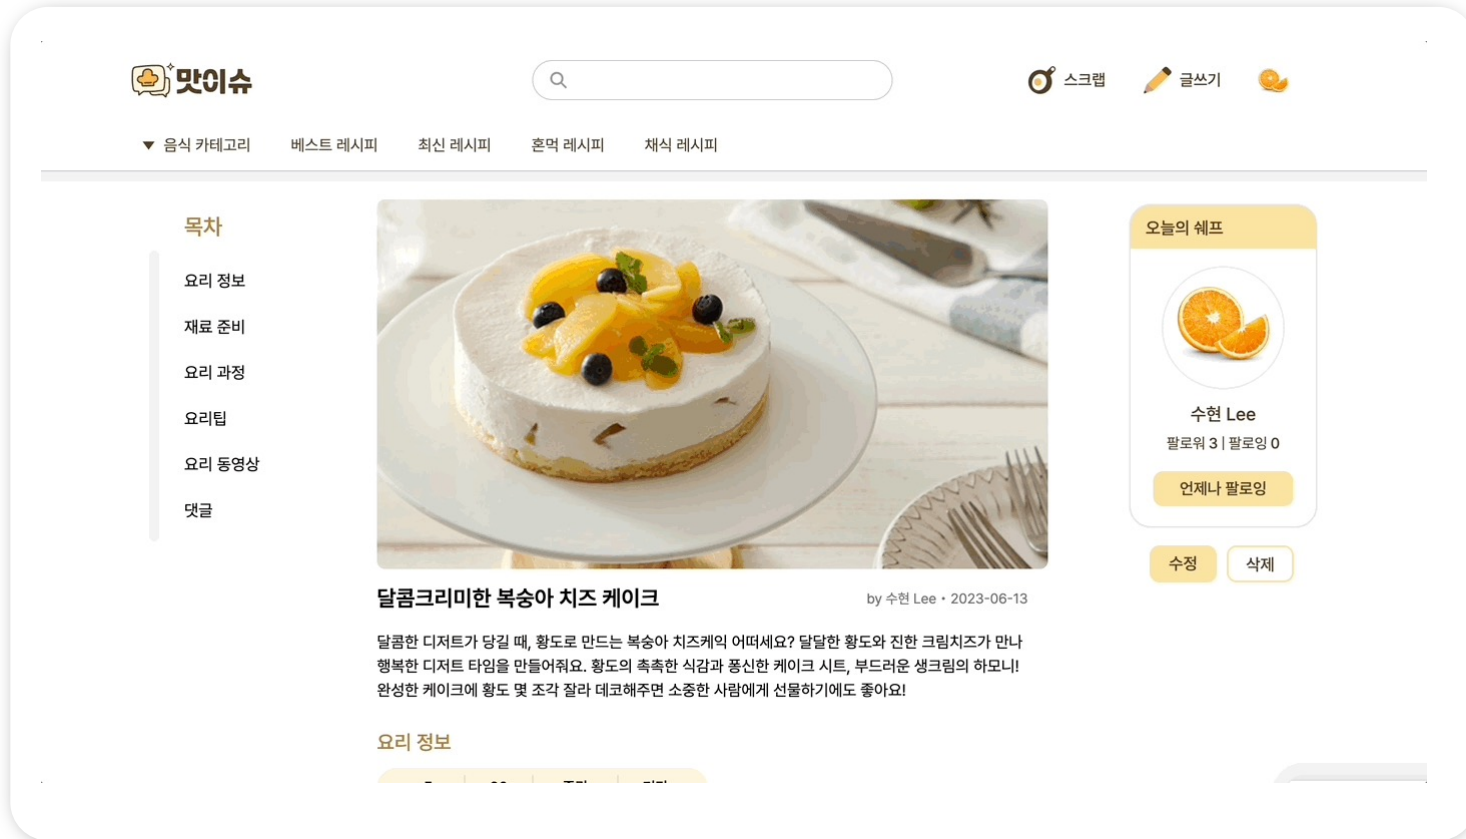 맛이슈
스크랩
글쓰기
▼ 음식 카테고리
베스트 레시피
최신 레시피
혼먹 레시피
채식 레시피
목차
요리 정보
재료 준비
요리 과정
요리팁
요리 동영상
댓글
달콤크리미한 복숭아 치즈 케이크
by 수현 Lee • 2023-06-13
달콤한 디저트가 당길 때, 황도로 만드는 복숭아 치즈케익 어떠세요? 달달한 황도와 진한 크림치즈가 만나
행복한 디저트 타임을 만들어줘요. 황도의 촉촉한 식감과 퐁신한 케이크 시트, 부드러운 생크림의 하모니!
완성한 케이크에 황도 몇 조각 잘라 데코해주면 소중한 사람에게 선물하기에도 좋아요!
요리 정보
오늘의 쉐프
수현 Lee
팔로워 3 | 팔로잉 0
언제나 팔로잉
수정
삭제